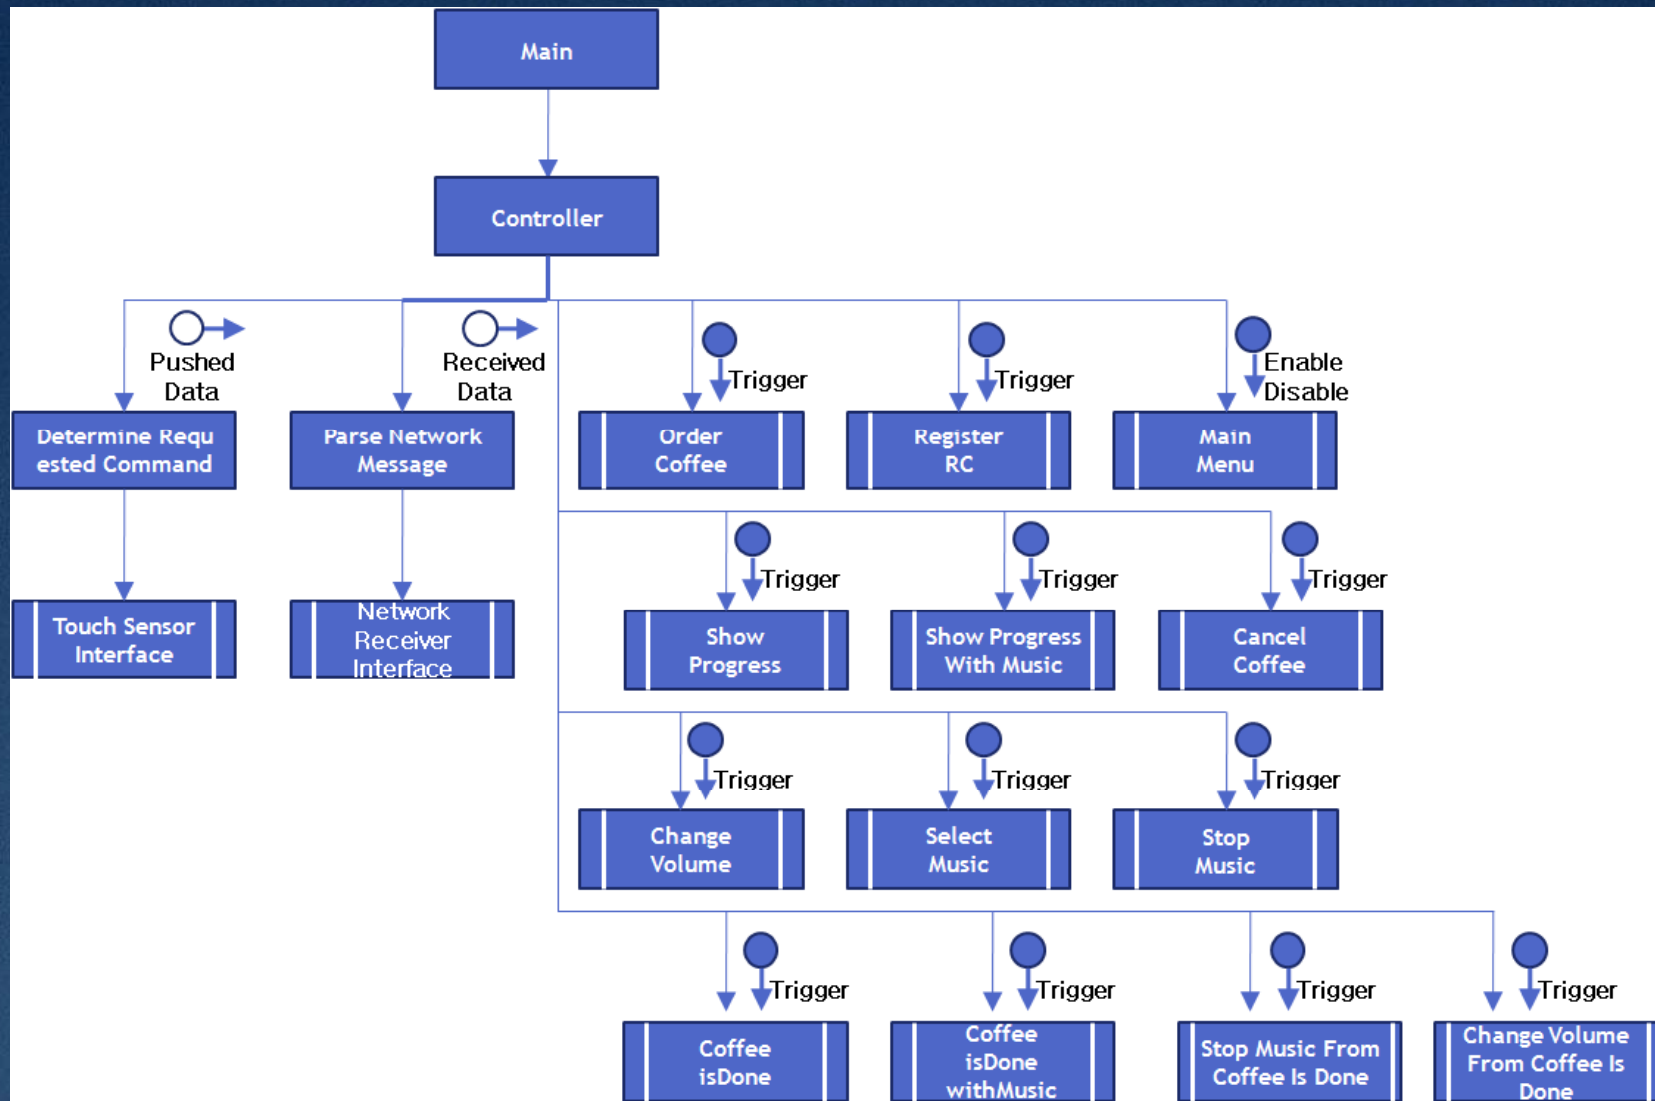 Main
Controller
Pushed
Data
Received
Data
Trigger
Trigger
Enable
Disable
Determine Requ
ested Command
Parse Network
Message
Order
Coffee
Register
RC
Main
Menu
Trigger
Trigger
Trigger
Touch Sensor
Interface
Network
Receiver
Interface
Show
Progress
Show Progress
With Music
Cancel
Coffee
Trigger
Trigger
Trigger
Change
Volume
Select
Music
Stop
Music
Trigger
Trigger
Trigger
Trigger
Coffee
isDone
Coffee
isDone
withMusic
Stop Music From
Coffee Is Done
Change Volume
From Coffee Is
Done